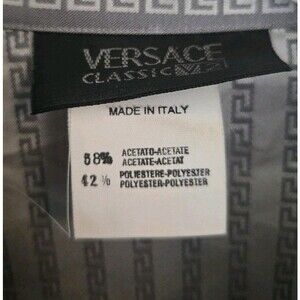 VERSACE
CLASSIC V2
MADE IN ITALY
58% ACETATO-ACETATE
ACETATE-ACETAT
42% POLIESTERE-POLYESTER
POLYESTER-POLYESTER